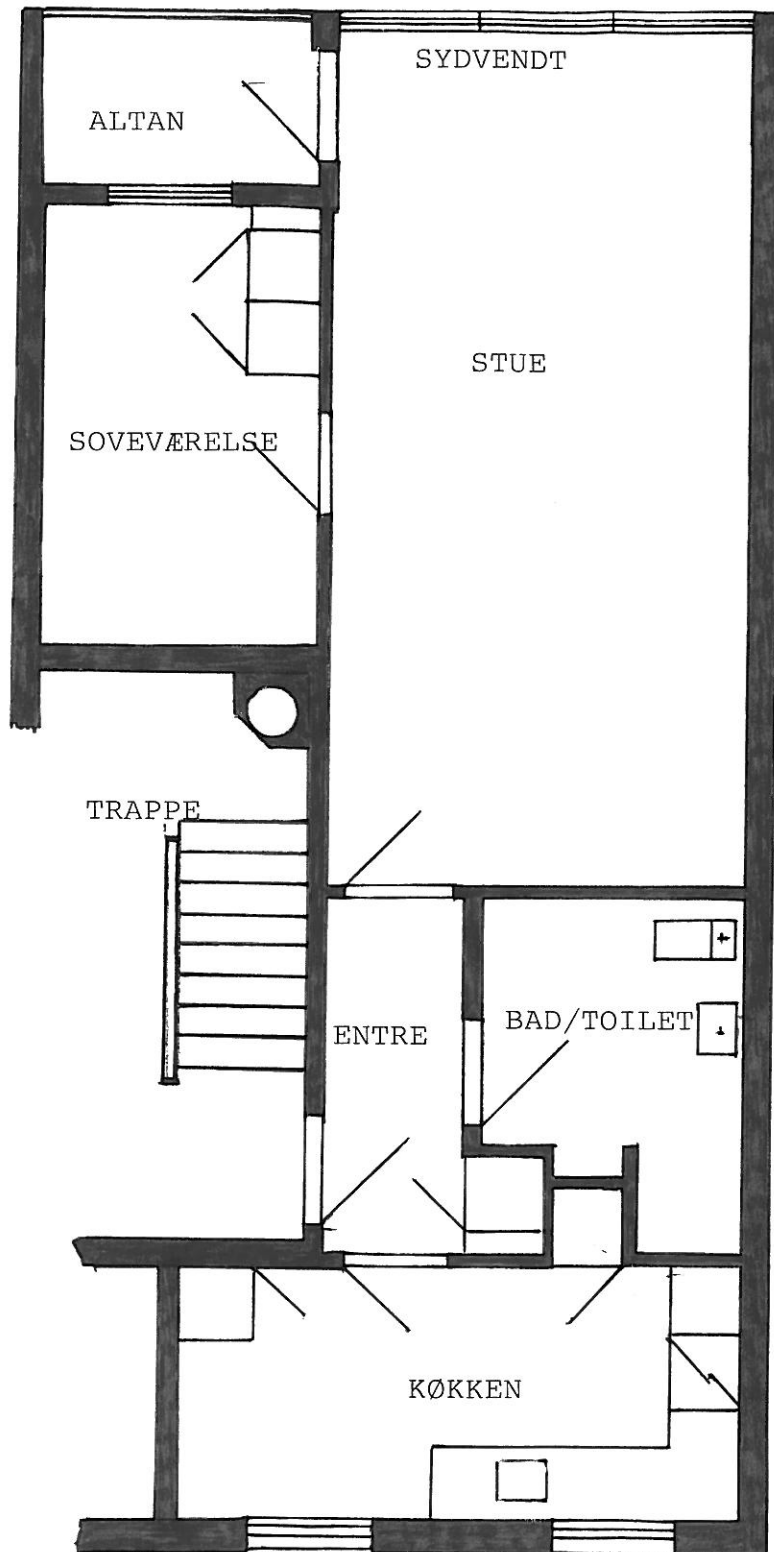 SYDVENDT
ALTAN
STUE
SOVEVÆRELSE
TRAPPE
ENTRE
BAD/TOILET
KØKKEN